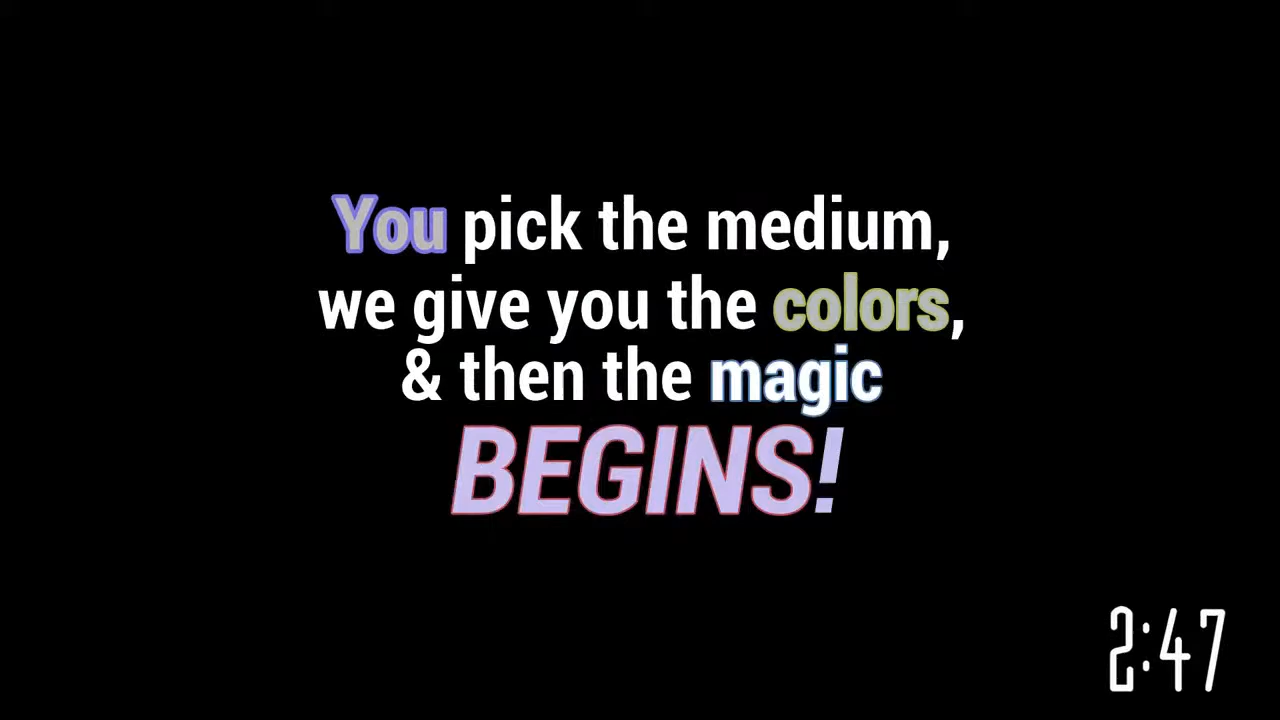 You pick the medium,
we give you the colors,
& then the magic
BEGINS!
2:47